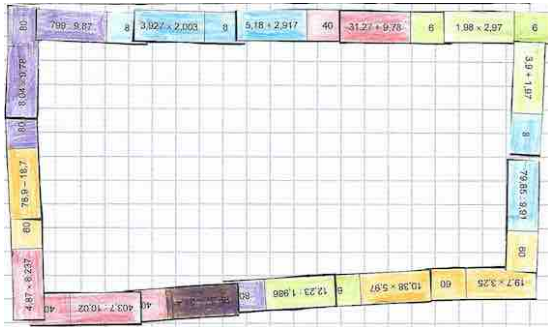 80
799 : 9.87
8
3,927 × 2,003
8
5,18 + 2,917
40
31.27 + 9,78
6
1.98 × 2,97
6
3,9 + 1,97
8
79,85 : 9,91
60
19,7 × 3,25
60
10,38 × 5,97
6
12,23 : 1,986
80
40
403,7 : 10,02
40
4,87 × 8,237
60
78,9 − 18,7
80
8,04 × 9,78